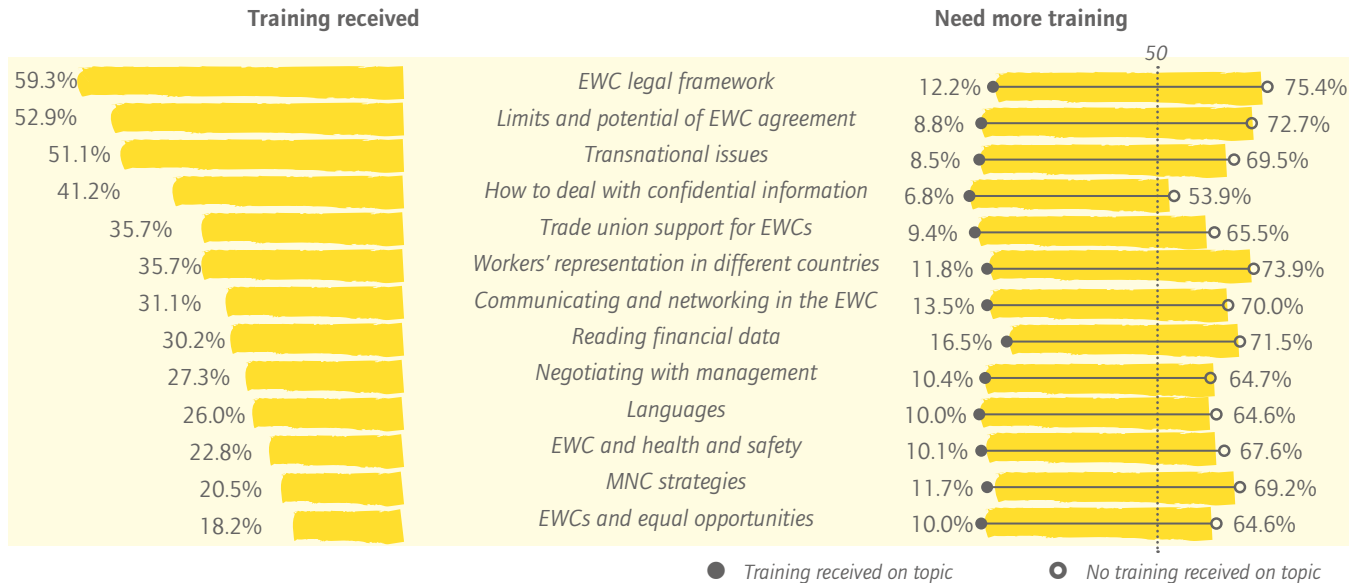 Training received Need more training
50
59.3% EWC legal framework 12.2% 75.4%
52.9% Limits and potential of EWC agreement 8.8% 72.7%
51.1% Transnational issues 8.5% 69.5%
41.2% How to deal with confidential information 6.8% 53.9%
35.7% Trade union support for EWCs 9.4% 65.5%
35.7% Workers’ representation in different countries 11.8% 73.9%
31.1% Communicating and networking in the EWC 13.5% 70.0%
30.2% Reading financial data 16.5% 71.5%
27.3% Negotiating with management 10.4% 64.7%
26.0% Languages 10.0% 64.6%
22.8% EWC and health and safety 10.1% 67.6%
20.5% MNC strategies 11.7% 69.2%
18.2% EWCs and equal opportunities 10.0% 64.6%
Training received on topic No training received on topic